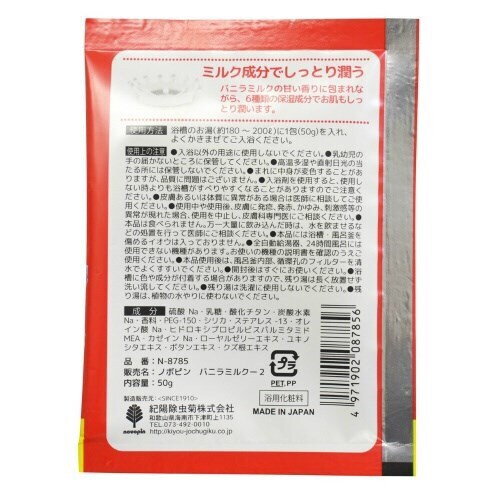 ミルク成分でしっとり潤う
バニラミルクの甘い香りに包まれな
がら、6種類の保湿成分でお肌もしっ
とり潤います。
使用方法 浴槽のお湯(約180～200ℓ)に1包(50g)を入れ、
よくかきまぜてご入浴ください。
使用上の注意 ●入浴以外の用途に使用しないでください。●乳幼児の
手の届かないところに保管してください。●高温多湿や直射日光の当
たる所には保管しないでください。●まれに中身が変色することがあ
りますが、品質に問題はございません。●入浴剤を使用すると、使用し
ない時よりも浴槽がすべりやすくなることがありますのでご注意くだ
さい。●皮膚あるいは体質に異常がある場合は医師に相談してご使
用ください。●使用中や使用後、皮膚に発疹、発赤、かゆみ、刺激感等の
異常が現れた場合、使用を中止し、皮膚科専門医にご相談ください。●
本品は食べれません。万一大量に飲み込んだ時は、水を飲ませるな
どの処置を行って医師にご相談ください。●本品には浴槽・風呂釜を
傷めるイオウは入っておりません。●全自動給湯器、24時間風呂には
使用できない機種があります。お使いの機種の説明書を確認のうえご
使用ください。●本品使用後は、風呂釜内部、循環孔のフィルターを清
水でよくすすいでください。●開封後はすぐにお使いください。●浴
槽に色や成分が付着する場合がありますので、残り湯は長く放置せず
洗い流してください。●残り湯は洗濯に使用しないでください。●残
り湯は、植物の水やりに使わないでください。
成分 硫酸Na・乳糖・酸化チタン・炭酸水素
Na・香料・PEG-150・シリカ・ステアレス-13・オレ
イン酸Na・ヒドロキシプロピルビスパルミタミド
MEA・カゼインNa・ローヤルゼリーエキス・ユキノ
シタエキス・ボタンエキス・クズ根エキス
品番：N-8785
販売名：ノボピン バニラミルクー2
内容量：50g
プラ
PET,PP
製造販売元：<SINCE1910>
紀陽除虫菊株式会社
和歌山県海南市下津町上1135
TEL.073-492-0010
http://kiyou-jochugiku.co.jp
novopin
浴用化粧料
MADE IN JAPAN
4 971902 087856